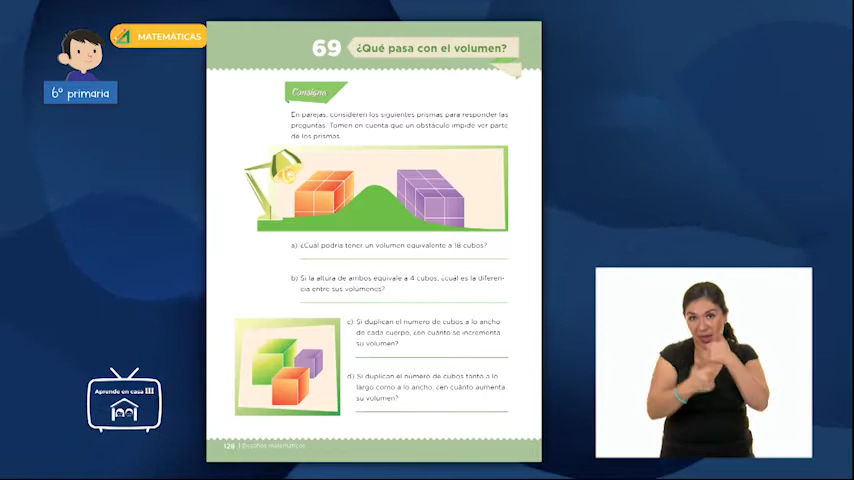 MATEMÁTICAS
6º primaria
69 ¿Qué pasa con el volumen?
Consigna
En parejas, consideren los siguientes prismas para responder las
preguntas. Tomen en cuenta que un obstáculo impide ver parte
de los prismas.
a) ¿Cuál podría tener un volumen equivalente a 18 cubos?
b) Si la altura de ambos equivale a 4 cubos, ¿cuál es la diferen-
cia entre sus volúmenes?
c) Si duplican el número de cubos a lo ancho
de cada cuerpo, ¿en cuánto se incrementa
su volumen?
d) Si duplican el número de cubos tanto a lo
largo como a lo ancho, ¿en cuánto aumenta
su volumen?
Aprende en casa III
128 | Desafíos matemáticos